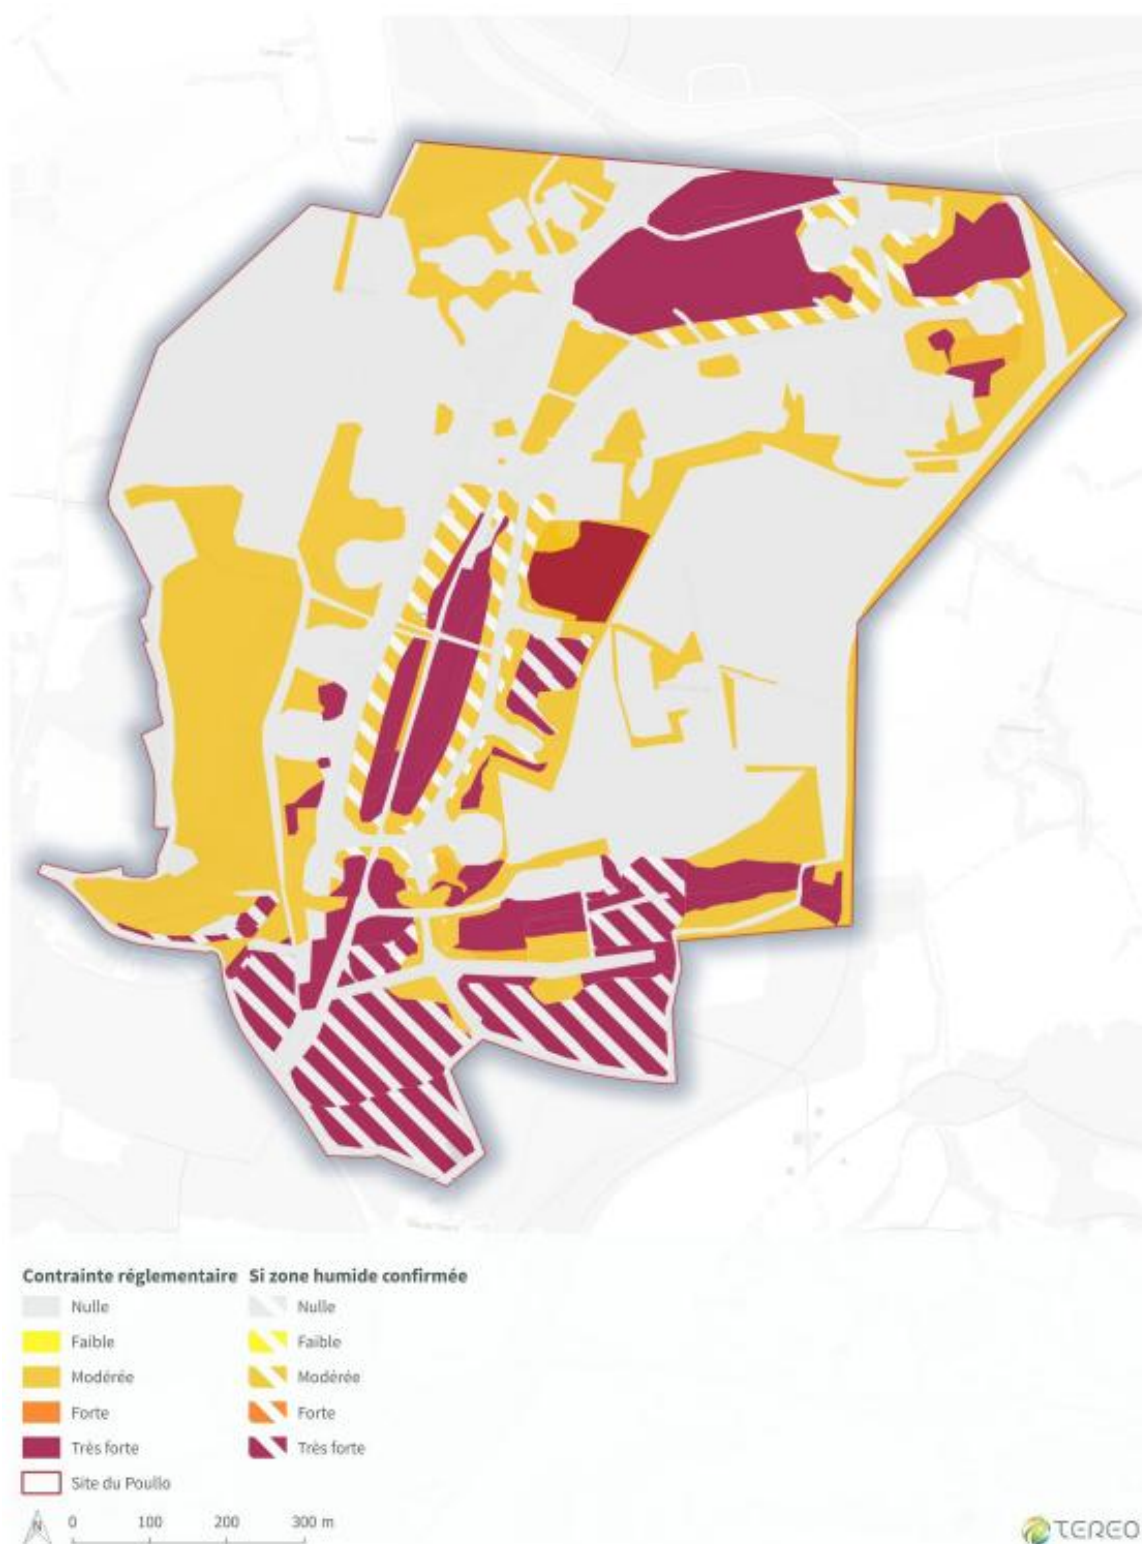 Contrainte réglementaire Si zone humide confirmée
Nulle Nulle
Faible Faible
Modérée Modérée
Forte Forte
Très forte Très forte
Site du Poullo
N 0 100 200 300 m
TEREO